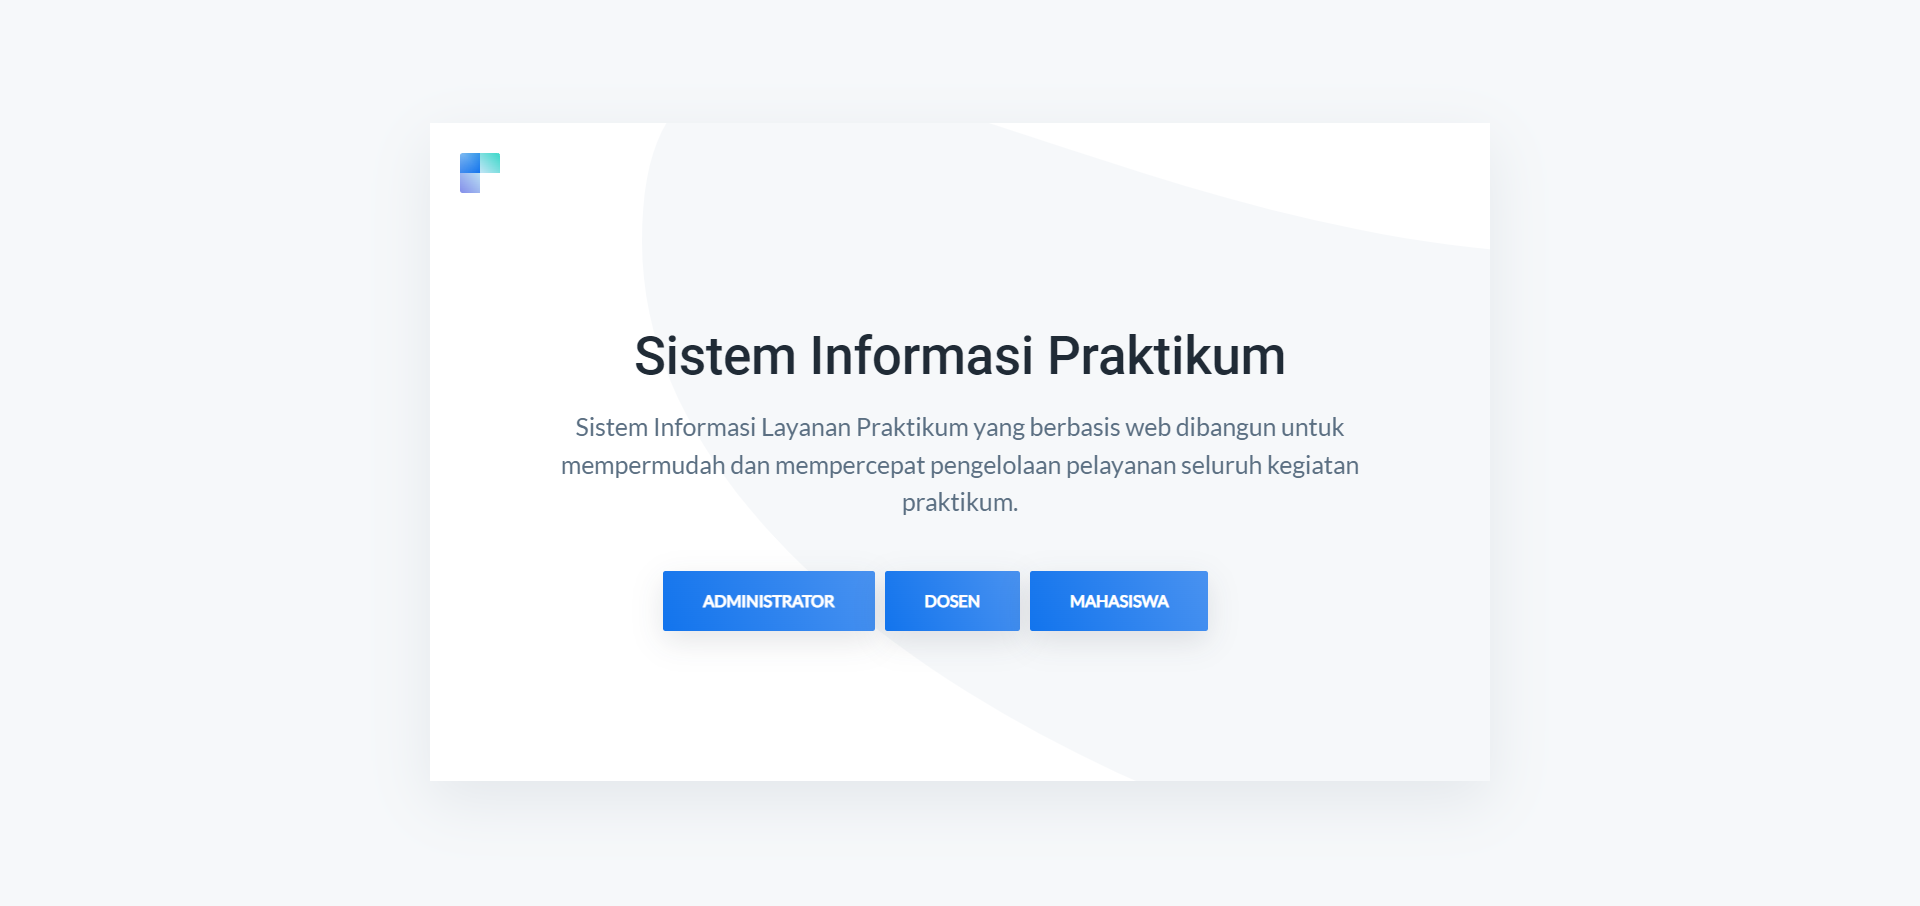 Sistem Informasi Praktikum
Sistem Informasi Layanan Praktikum yang berbasis web dibangun untuk
mempermudah dan mempercepat pengelolaan pelayanan seluruh kegiatan
praktikum.
ADMINISTRATOR DOSEN MAHASISWA